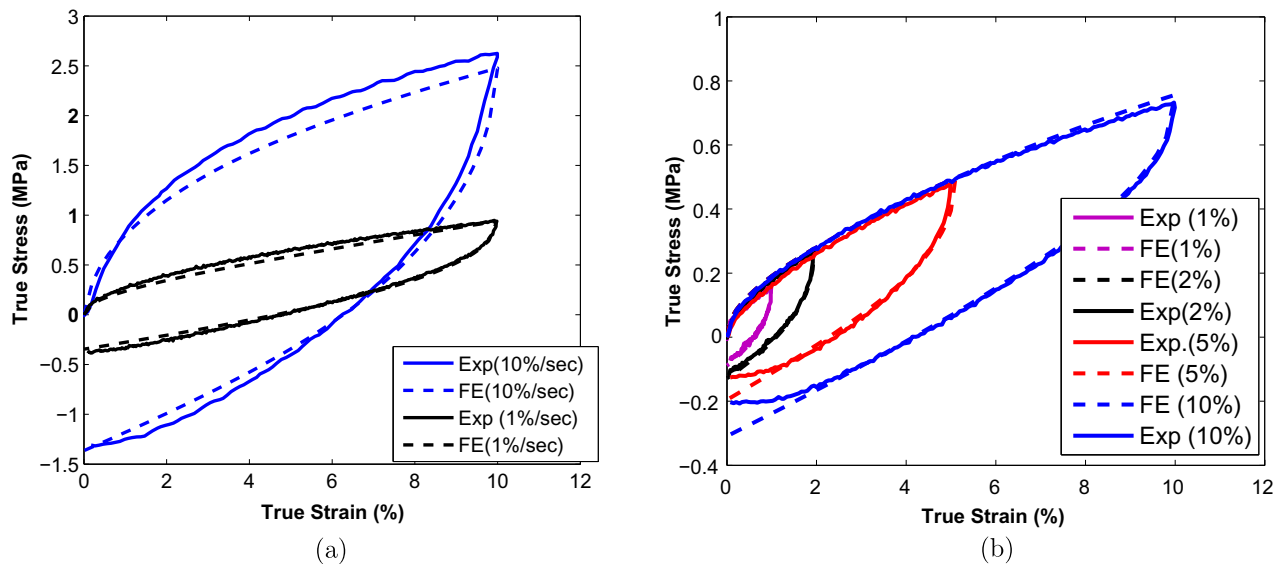 3
2.5
2
1.5
1
0.5
0
−0.5
−1
−1.5
0 2 4 6 8 10 12
True Stress (MPa)
True Strain (%)
Exp(10%/sec)
FE(10%/sec)
Exp (1%/sec)
FE(1%/sec)
(a)
1
0.8
0.6
0.4
0.2
0
−0.2
−0.4
0 2 4 6 8 10 12
True Stress (MPa)
True Strain (%)
Exp (1%)
FE(1%)
FE(2%)
Exp(2%)
Exp.(5%)
FE (5%)
FE (10%)
Exp (10%)
(b)